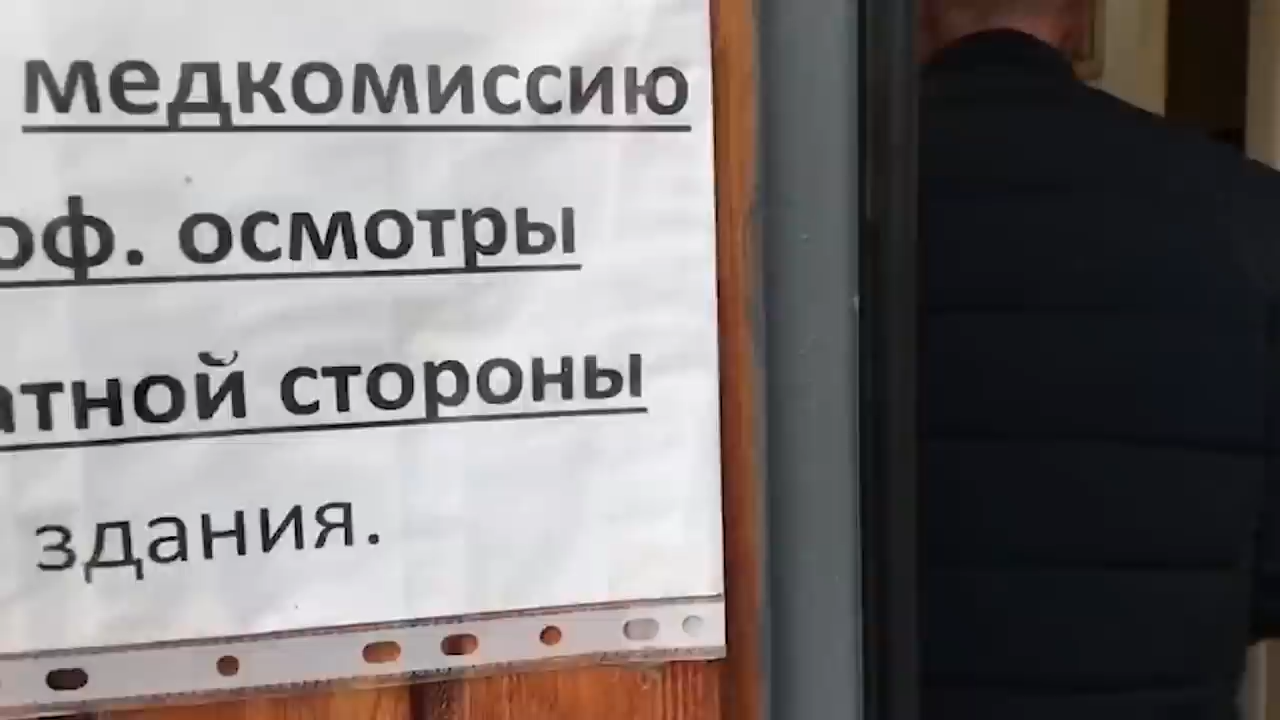 медкомиссию
оф. осмотры
атной стороны
здания.